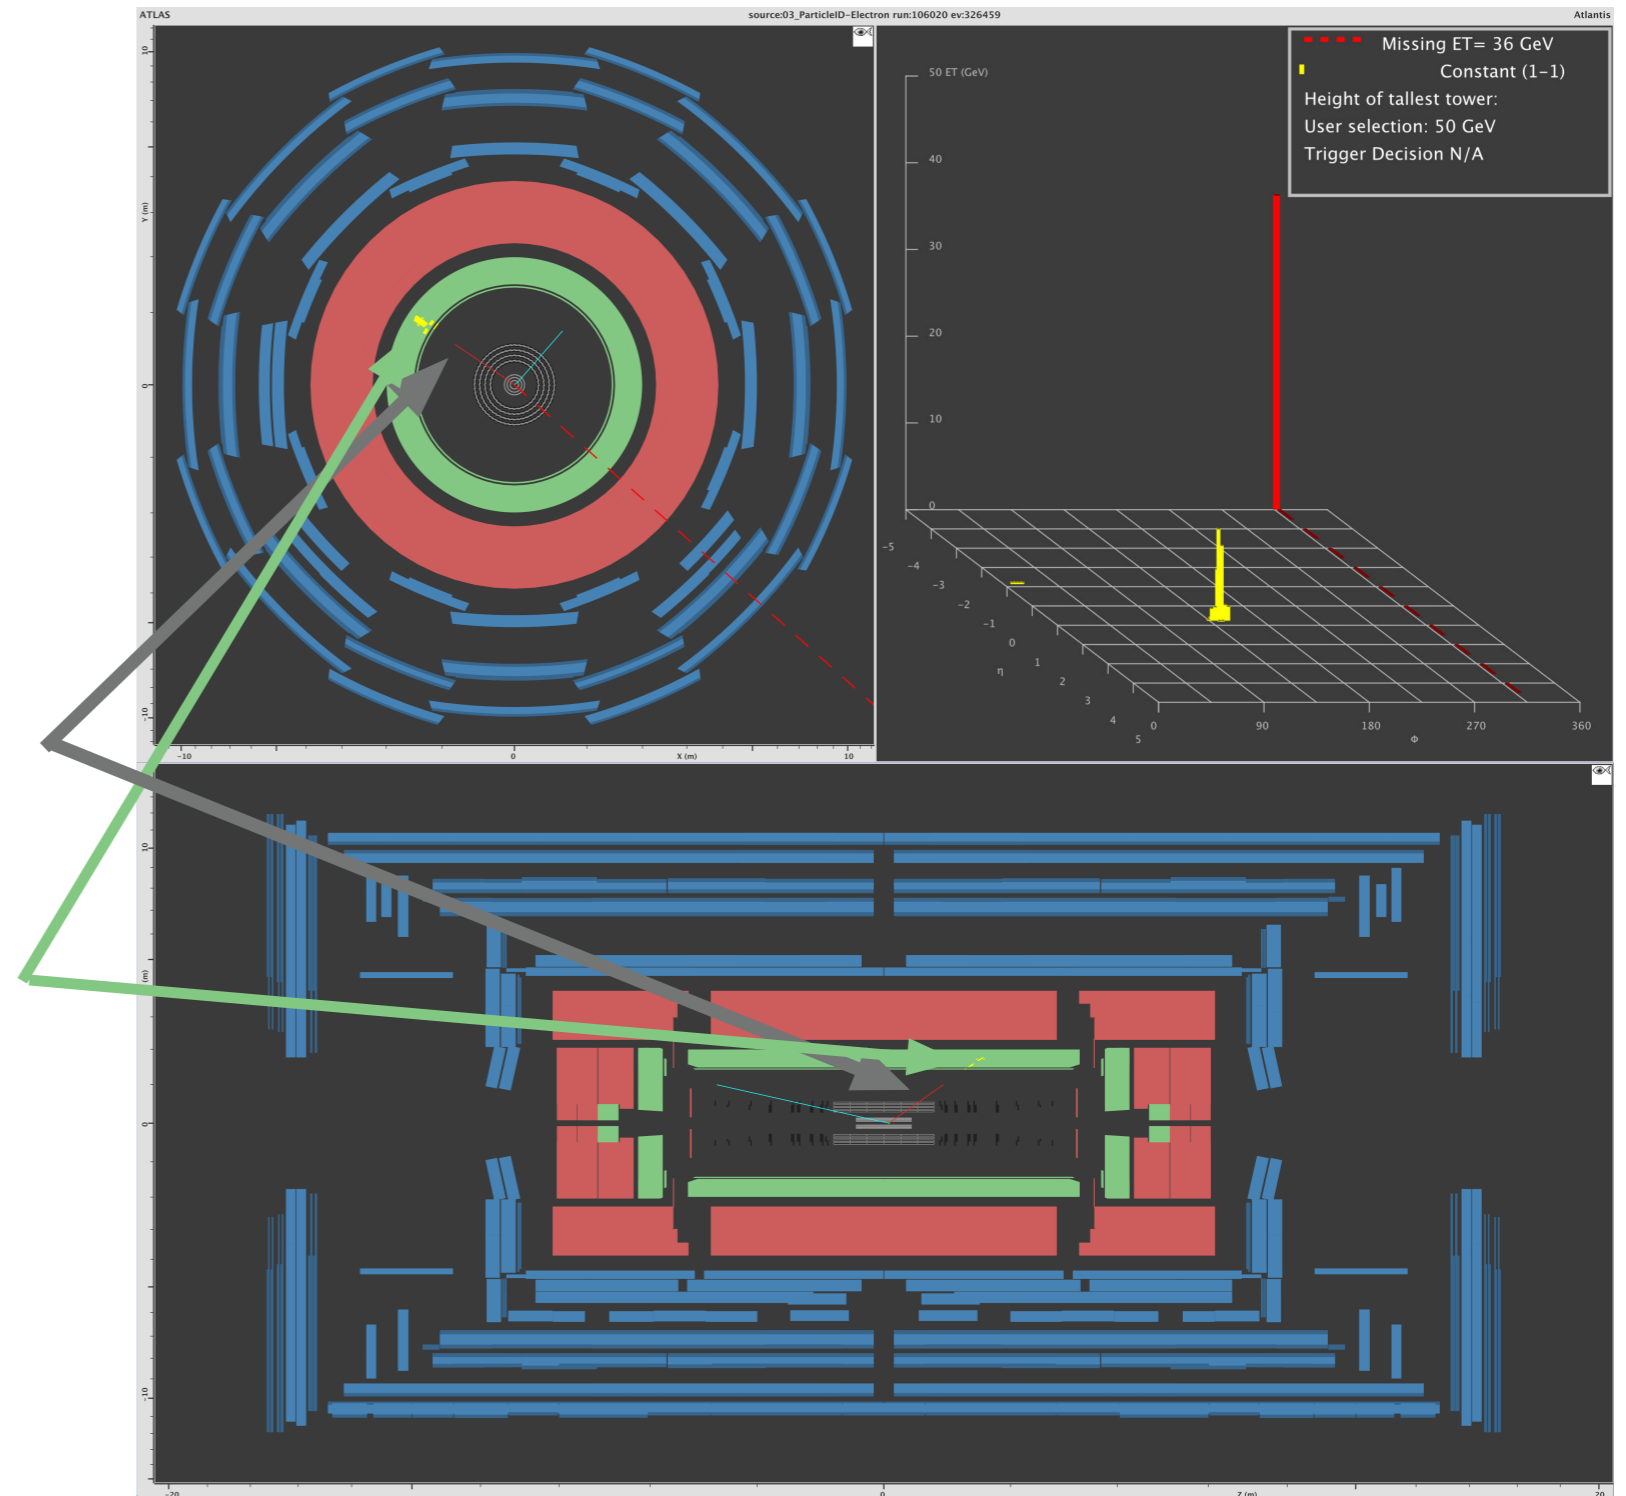 ATLAS
source:03_ParticleID-Electron run:106020 ev:326459
Atlantis
10
Y (m)
0
-10
-10
0
X (m)
10
50 ET (GeV)
40
30
20
10
0
-5
-4
-3
-2
-1
0
η
1
2
3
4
5
0
90
180
270
360
Φ
Missing ET= 36 GeV
Constant (1-1)
Height of tallest tower:
User selection: 50 GeV
Trigger Decision N/A
10
(m)
0
-10
-20
0
Z (m)
20